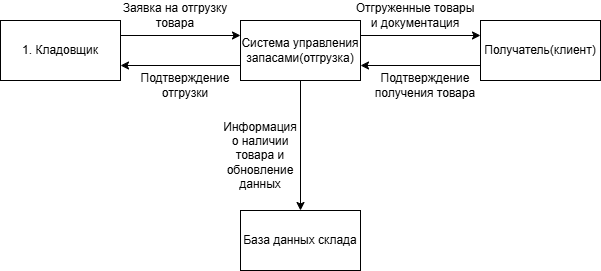 Заявка на отгрузку
товара
Отгруженные товары
и документация
1. Кладовщик
Система управления
запасами(отгрузка)
Получатель(клиент)
Подтверждение
отгрузки
Подтверждение
получения товара
Информация
о наличии
товара и
обновление
данных
База данных склада